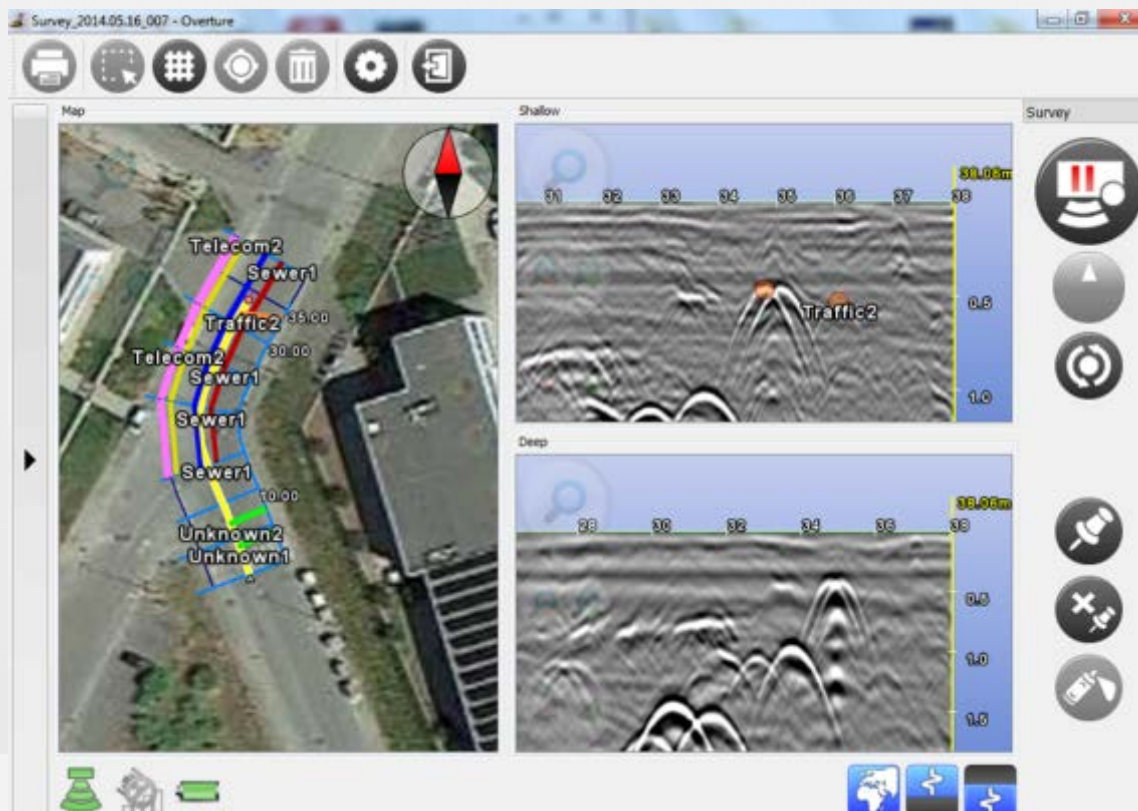 Survey_2014.05.16_007 - Overture
Map
Telecom2
Sewer1
Traffic2
35.00
30.00
Telecom2
Sewer1
Sewer1
Sewer1
10.00
Unknown2
Unknown1
Shallow
38.08m
31 32 33 34 35 36 37 38
0.5
Traffic2
1.0
Deep
38.06m
28 30 32 34 36 38
0.5
1.0
1.5
Survey